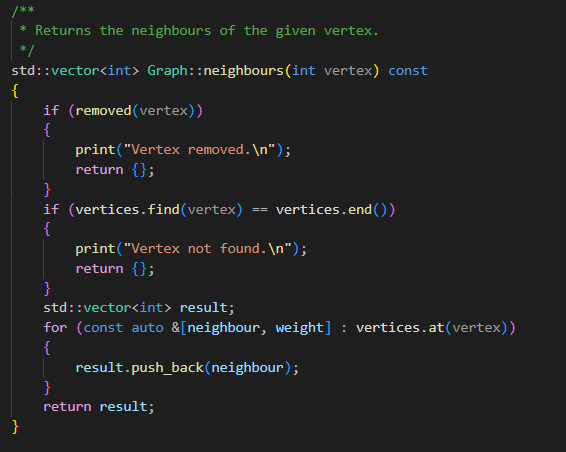 /**
 * Returns the neighbours of the given vertex.
 */
std::vector<int> Graph::neighbours(int vertex) const
{
    if (removed(vertex))
    {
        print("Vertex removed.\n");
        return {};
    }
    if (vertices.find(vertex) == vertices.end())
    {
        print("Vertex not found.\n");
        return {};
    }
    std::vector<int> result;
    for (const auto &[neighbour, weight] : vertices.at(vertex))
    {
        result.push_back(neighbour);
    }
    return result;
}